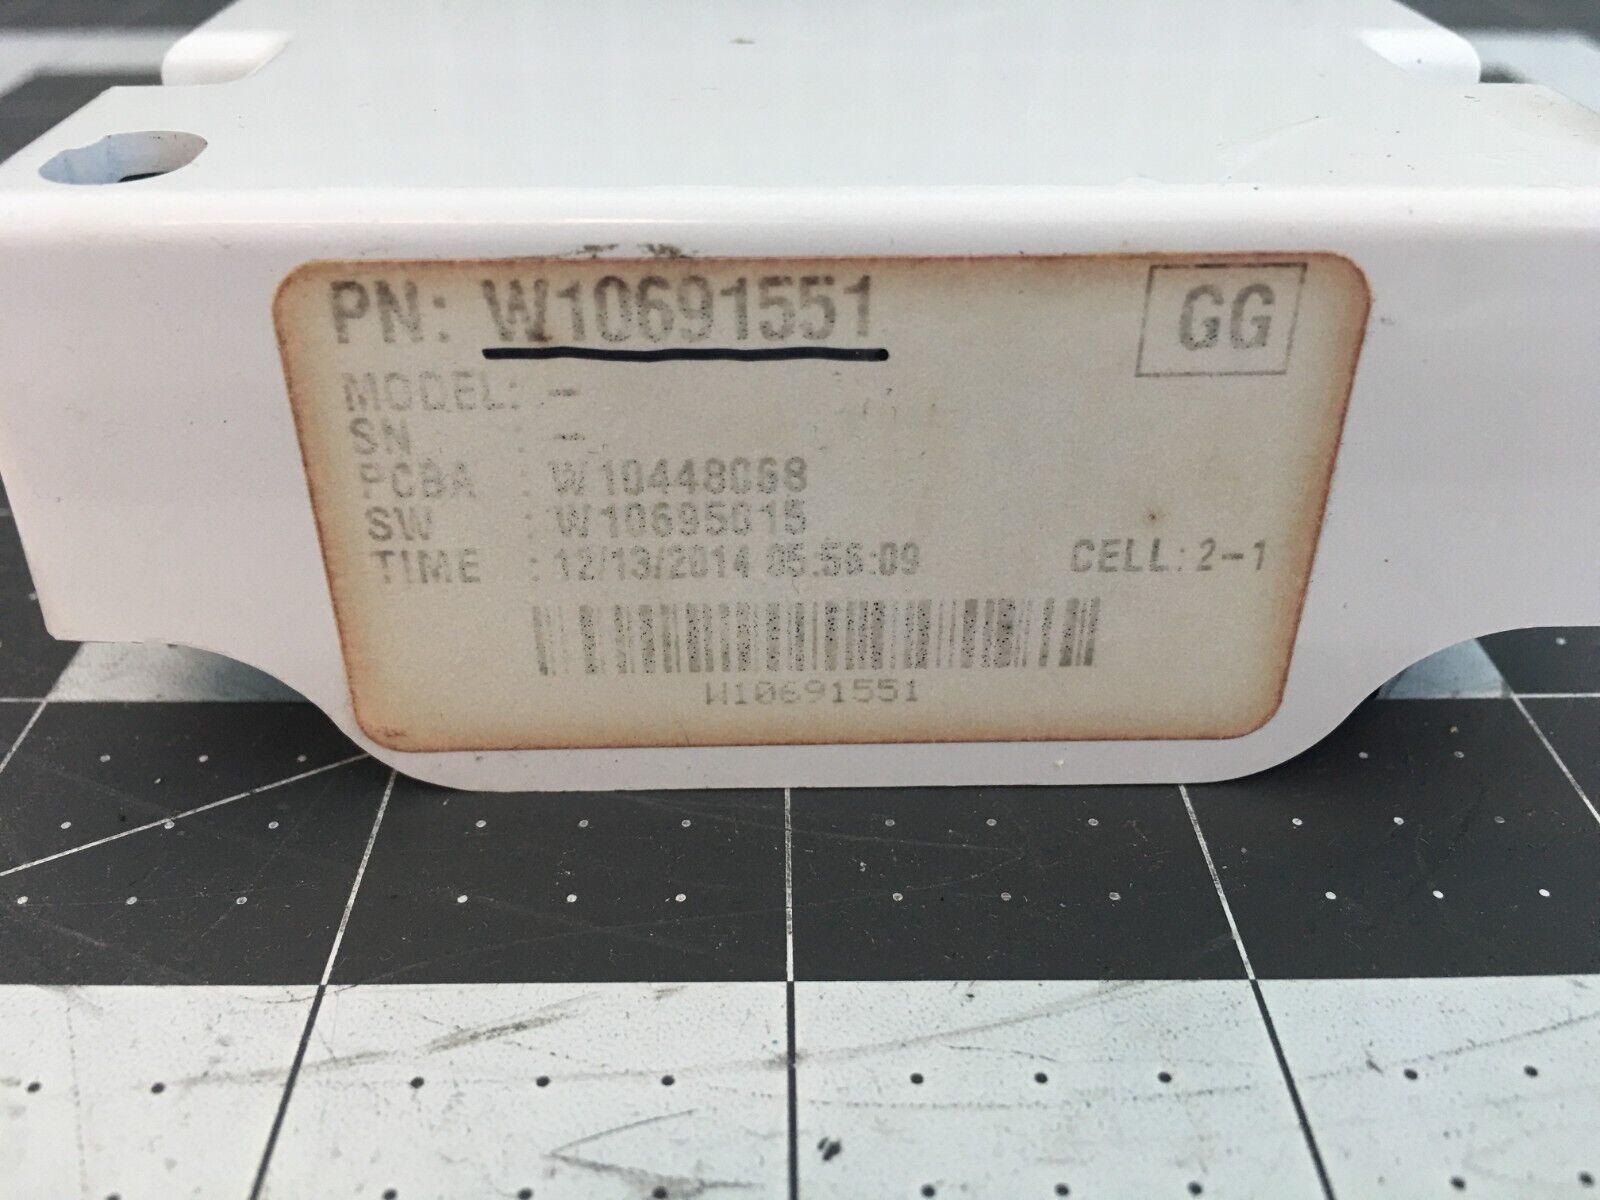 PN: W10691551
GG
MODEL: -
SN : -
PCBA : W10448068
SW : W10695015
TIME : 12/13/2014 05:56:09
CELL: 2-1
W10691551